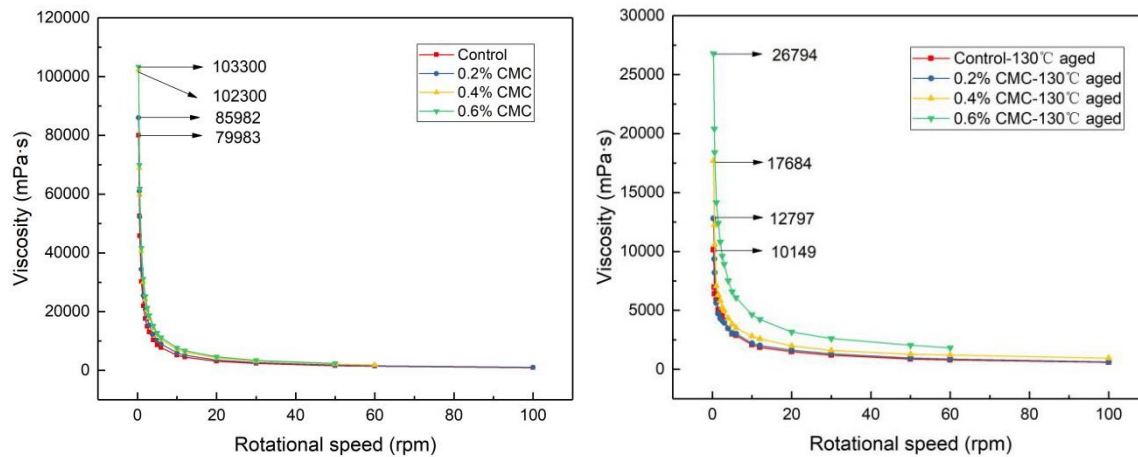 120000
100000
80000
60000
40000
20000
0
Viscosity (mPa·s)
103300
102300
85982
79983
Control
0.2% CMC
0.4% CMC
0.6% CMC
0 20 40 60 80 100
Rotational speed (rpm)
30000
25000
20000
15000
10000
5000
0
Viscosity (mPa·s)
26794
17684
12797
10149
Control-130℃ aged
0.2% CMC-130℃ aged
0.4% CMC-130℃ aged
0.6% CMC-130℃ aged
0 20 40 60 80 100
Rotational speed (rpm)